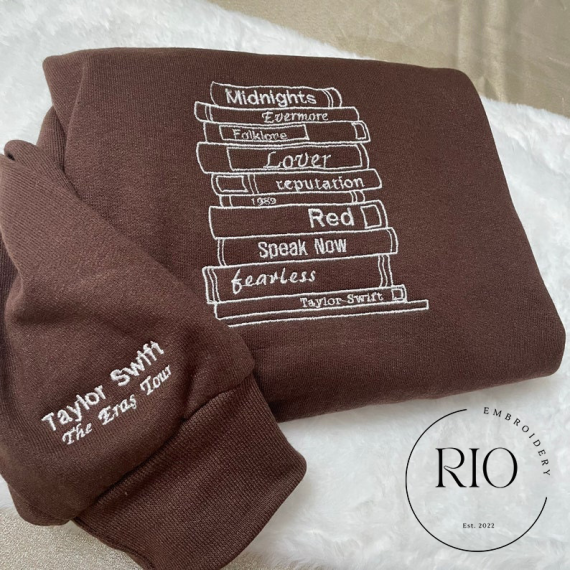 Midnights
Evermore
Folklore
Lover
reputation
1989
Red
Speak Now
fearless
Taylor Swift
Taylor Swift
The Eras Tour
EMBROIDERY
RIO
Est. 2022